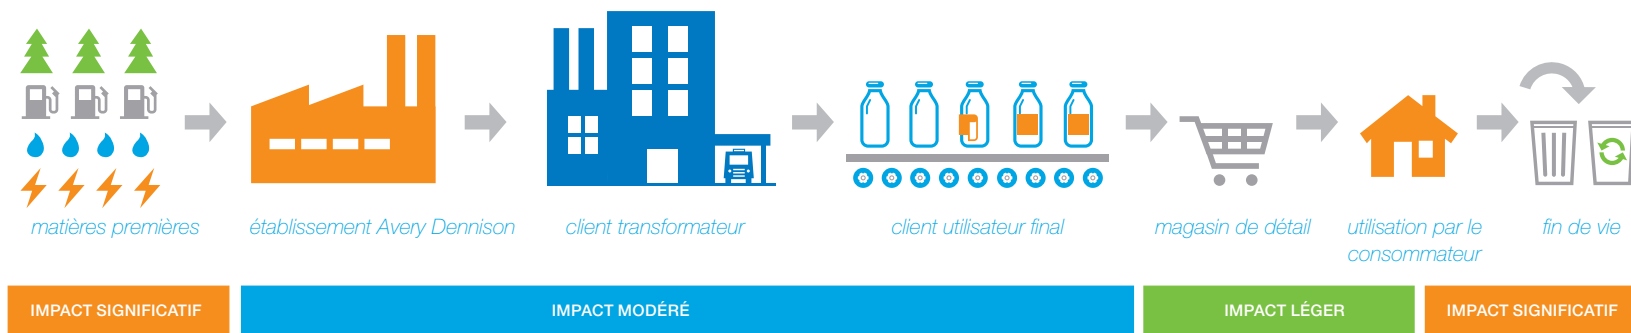 matières premières
établissement Avery Dennison
client transformateur
client utilisateur final
magasin de détail
utilisation par le
consommateur
fin de vie
IMPACT SIGNIFICATIF
IMPACT MODÉRÉ
IMPACT LÉGER
IMPACT SIGNIFICATIF